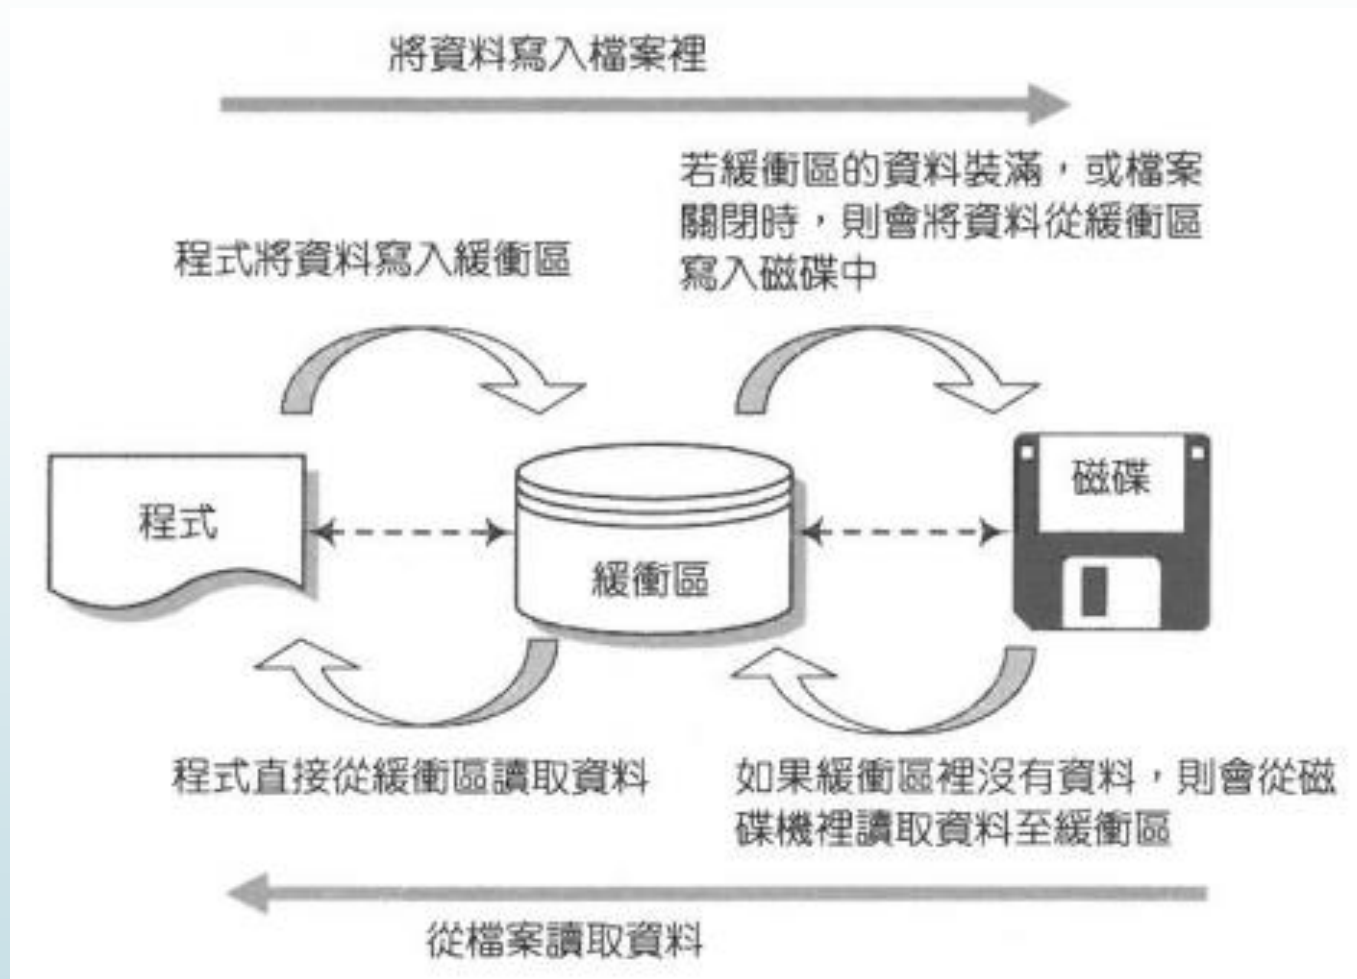 將資料寫入檔案裡
若緩衝區的資料裝滿，或檔案
關閉時，則會將資料從緩衝區
寫入磁碟中
程式將資料寫入緩衝區
程式
緩衝區
磁碟
程式直接從緩衝區讀取資料
如果緩衝區裡沒有資料，則會從磁
碟機裡讀取資料至緩衝區
從檔案讀取資料